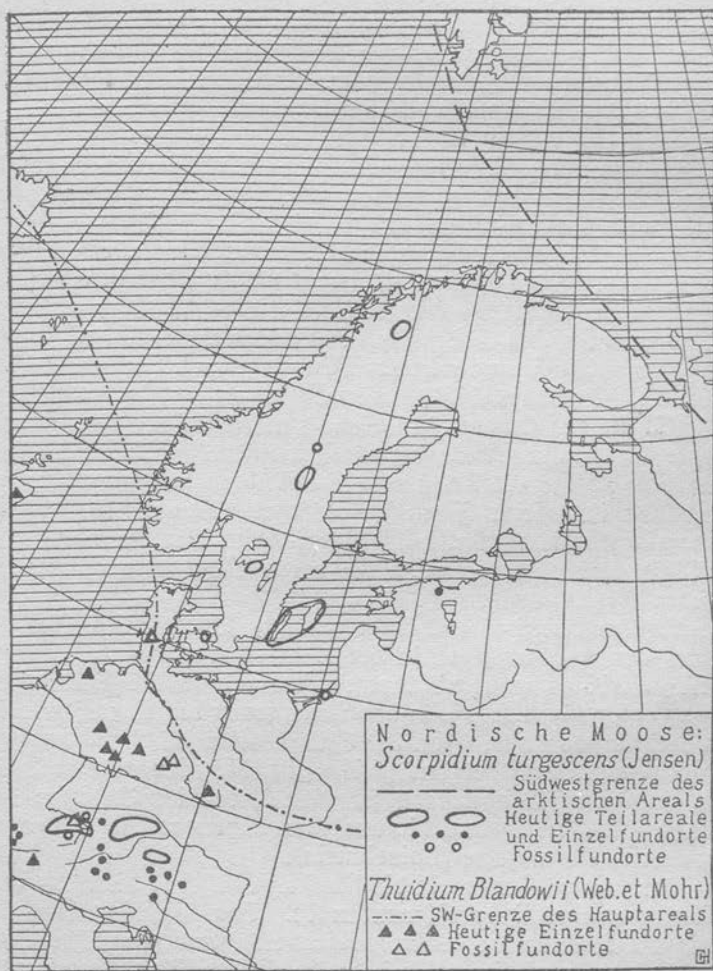 Nordische Moose:
Scorpidium turgescens (Jensen)
Südwestgrenze des
arktischen Areals
Heutige Teilareale
und Einzelfundorte
Fossilfundorte
Thuidium Blandowii (Web. et Mohr)
SW-Grenze des Hauptareals
Heutige Einzelfundorte
Fossilfundorte